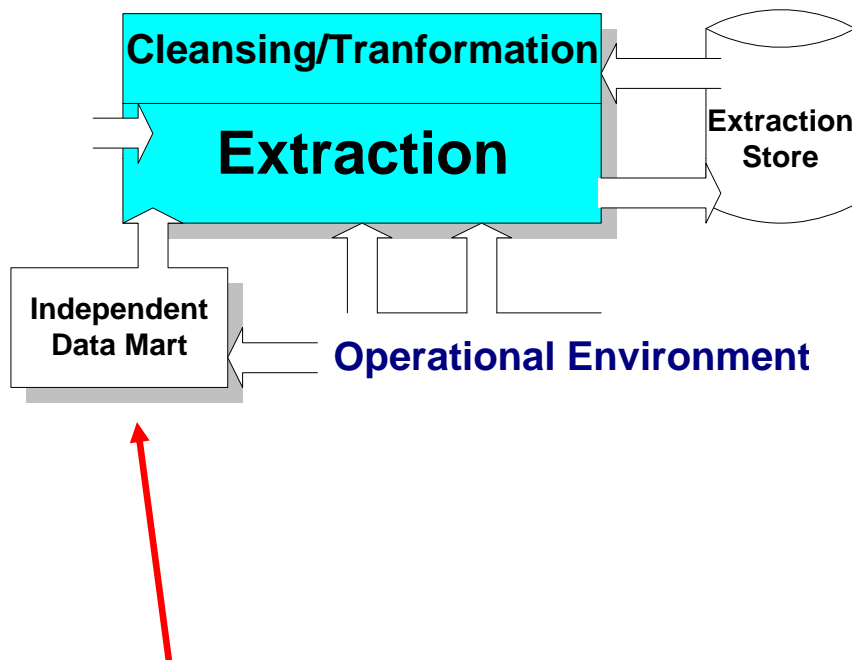 Cleansing/Tranformation
Extraction
Extraction
Store
Independent
Data Mart
Operational Environment